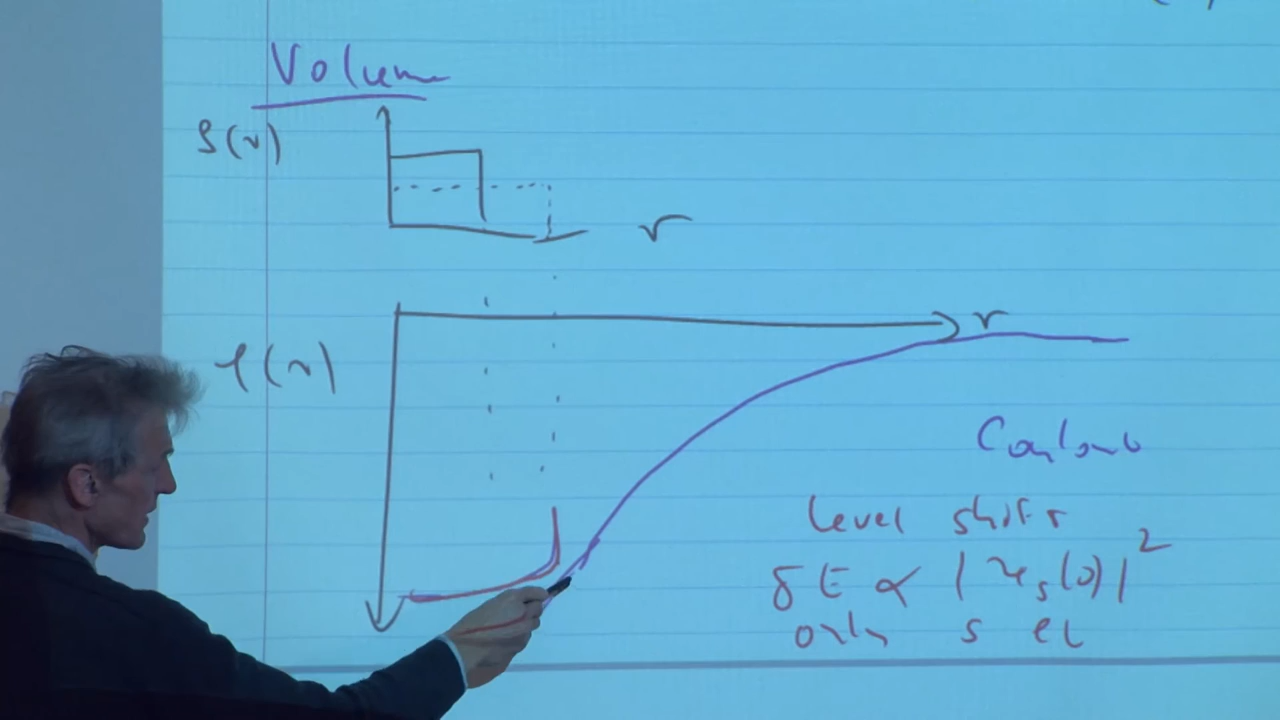 Volume
ρ(r)
r
r
φ(r)
Coulomb
level shift
δE ∝ |ψs(0)|²
only s el